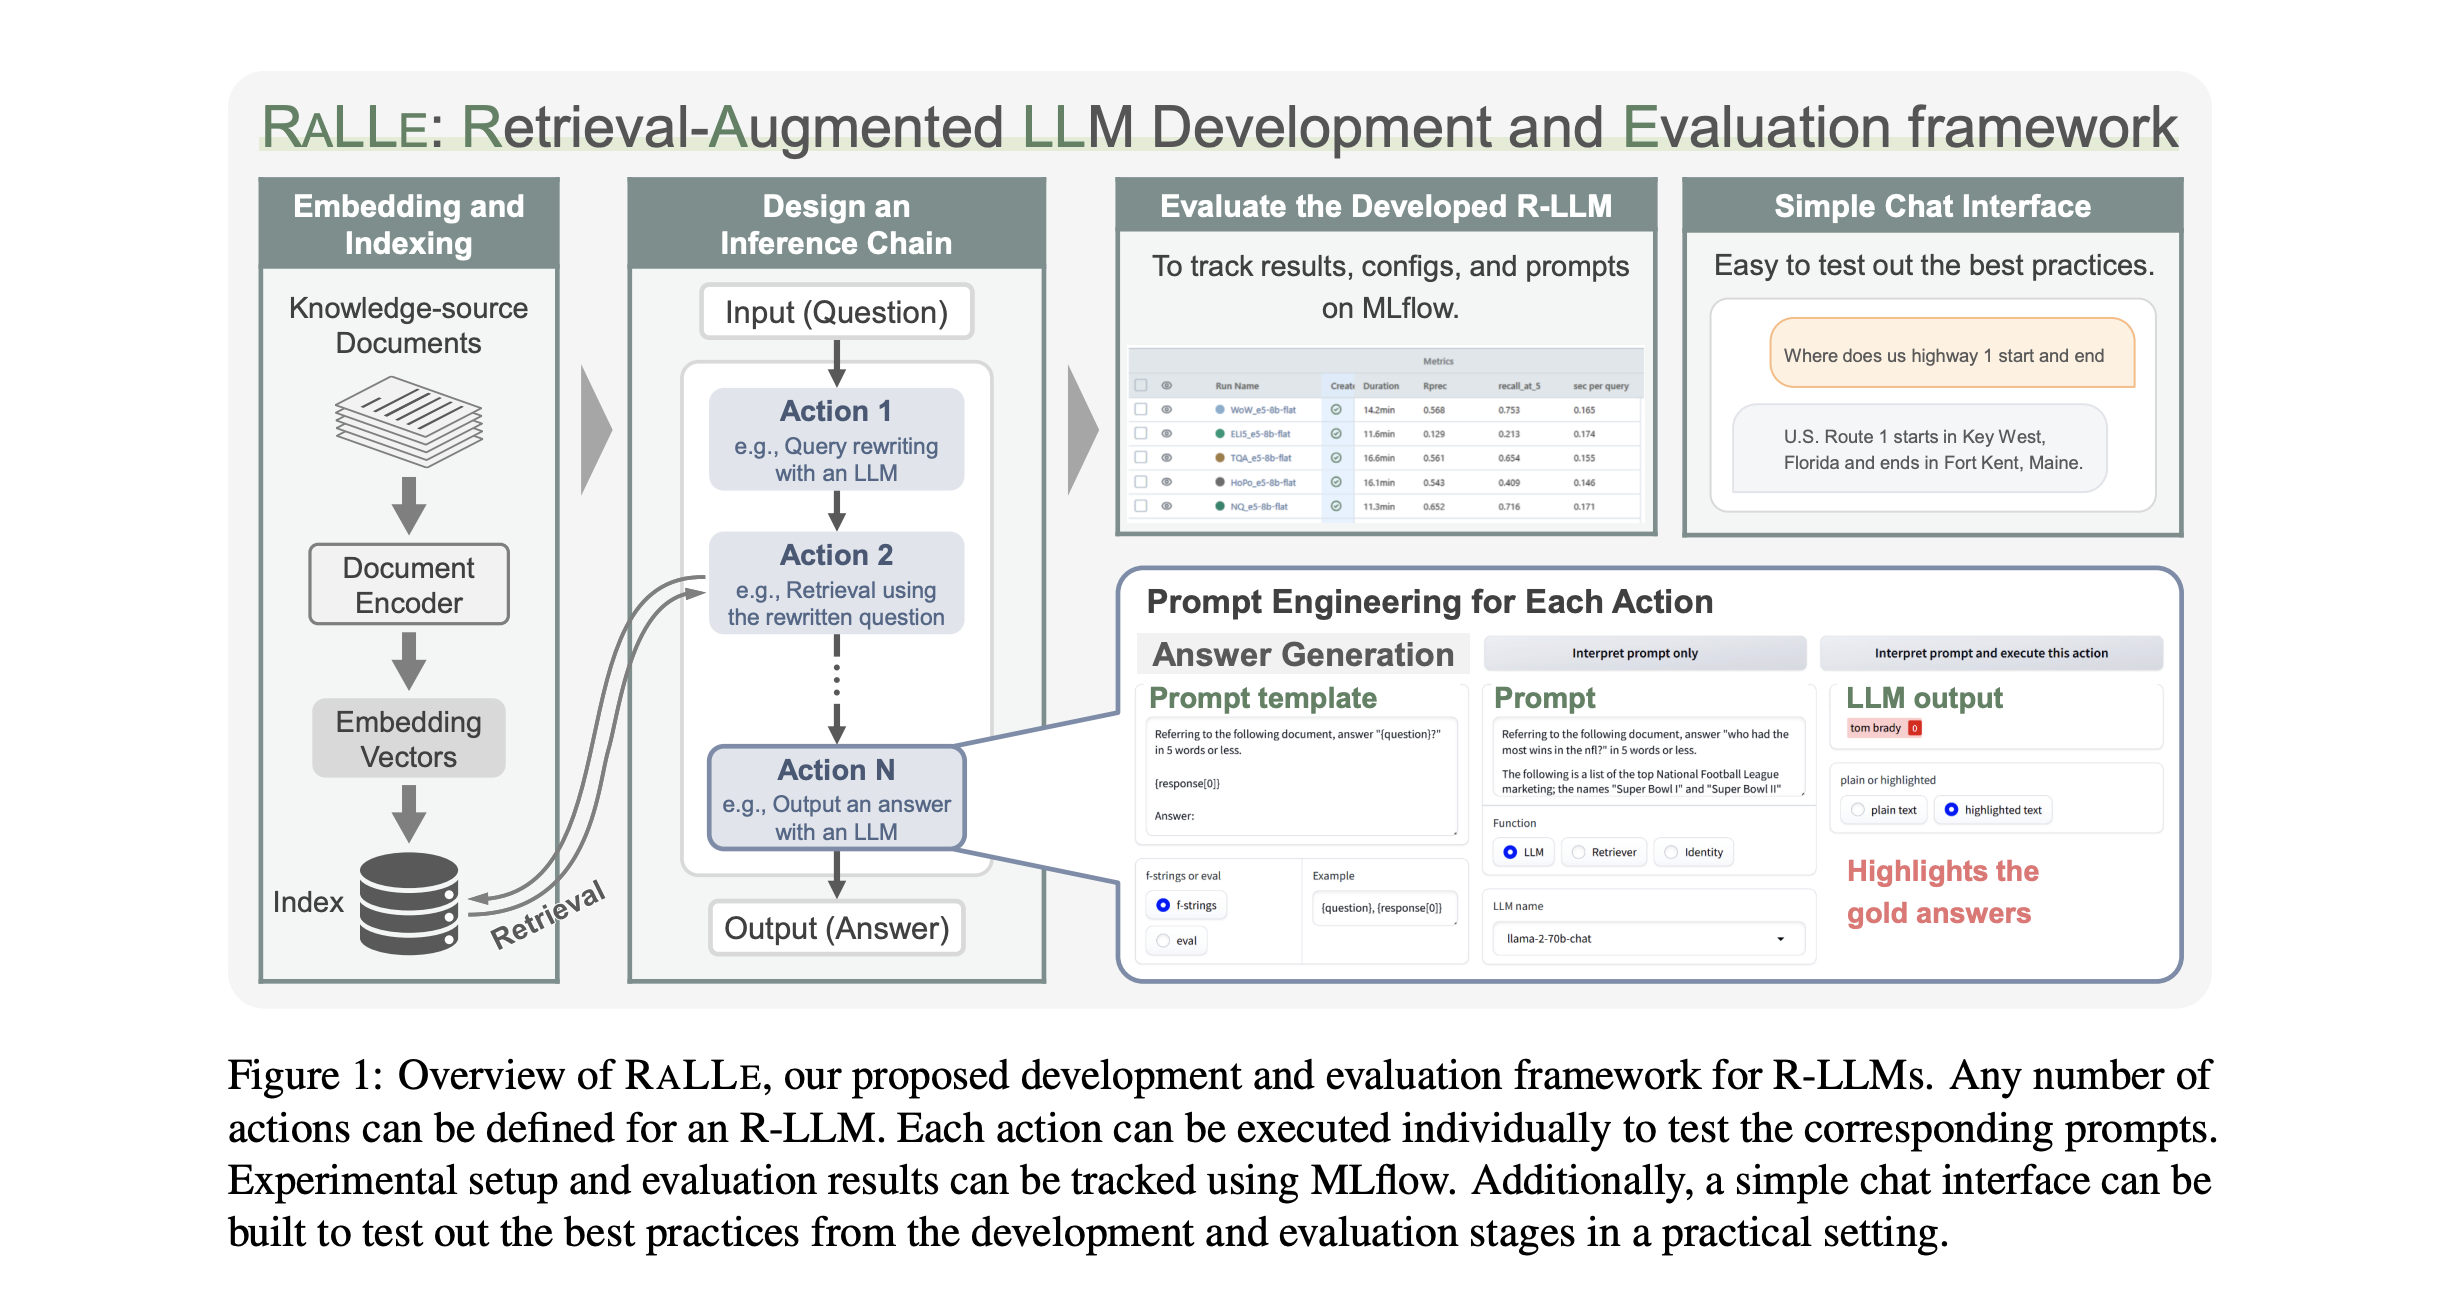 RALLE: Retrieval-Augmented LLM Development and Evaluation framework
Embedding and
Indexing
Knowledge-source
Documents
Document
Encoder
Embedding
Vectors
Index
Retrieval
Design an
Inference Chain
Input (Question)
Action 1
e.g., Query rewriting
with an LLM
Action 2
e.g., Retrieval using
the rewritten question
Action N
e.g., Output an answer
with an LLM
Output (Answer)
Evaluate the Developed R-LLM
To track results, configs, and prompts
on MLflow.
Metrics
Run Name Create Duration Rprec recall_at_5 sec per query
WoW_e5-8b-flat 14.2min 0.568 0.753 0.165
ELI5_e5-8b-flat 11.6min 0.129 0.213 0.174
TQA_e5-8b-flat 16.6min 0.561 0.654 0.155
HoPo_e5-8b-flat 16.1min 0.543 0.409 0.146
NQ_e5-8b-flat 11.3min 0.652 0.716 0.171
Simple Chat Interface
Easy to test out the best practices.
Where does us highway 1 start and end
U.S. Route 1 starts in Key West,
Florida and ends in Fort Kent, Maine.
Prompt Engineering for Each Action
Answer Generation
Interpret prompt only
Interpret prompt and execute this action
Prompt template
Referring to the following document, answer "{question}?"
in 5 words or less.
{response[0]}
Answer:
f-strings or eval
f-strings
eval
Example
{question}, {response[0]}
Prompt
Referring to the following document, answer "who had the
most wins in the nfl?" in 5 words or less.
The following is a list of the top National Football League
marketing; the names "Super Bowl I" and "Super Bowl II"
Function
LLM Retriever Identity
LLM name
llama-2-70b-chat
LLM output
tom brady 0
plain or highlighted
plain text highlighted text
Highlights the
gold answers
Figure 1: Overview of RALLE, our proposed development and evaluation framework for R-LLMs. Any number of
actions can be defined for an R-LLM. Each action can be executed individually to test the corresponding prompts.
Experimental setup and evaluation results can be tracked using MLflow. Additionally, a simple chat interface can be
built to test out the best practices from the development and evaluation stages in a practical setting.